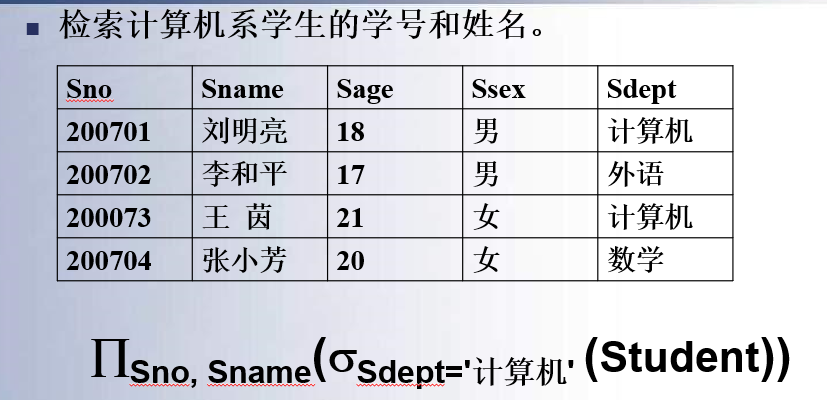 检索计算机系学生的学号和姓名。
Sno Sname Sage Ssex Sdept
200701 刘明亮 18 男 计算机
200702 李和平 17 男 外语
200073 王 茵 21 女 计算机
200704 张小芳 20 女 数学
∏Sno, Sname(σSdept='计算机' (Student))